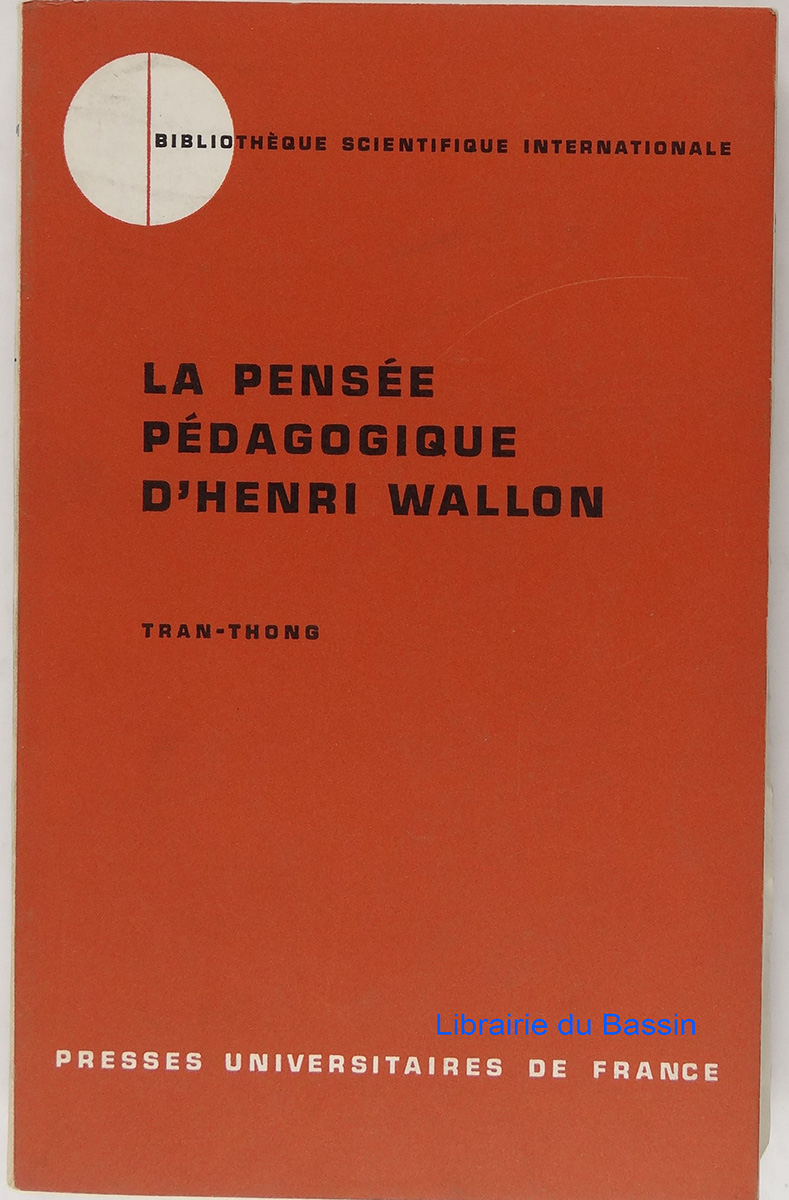 BIBLIOTHÈQUE SCIENTIFIQUE INTERNATIONALE
LA PENSÉE
PÉDAGOGIQUE
D'HENRI WALLON
TRAN-THONG
Librairie du Bassin
PRESSES UNIVERSITAIRES DE FRANCE